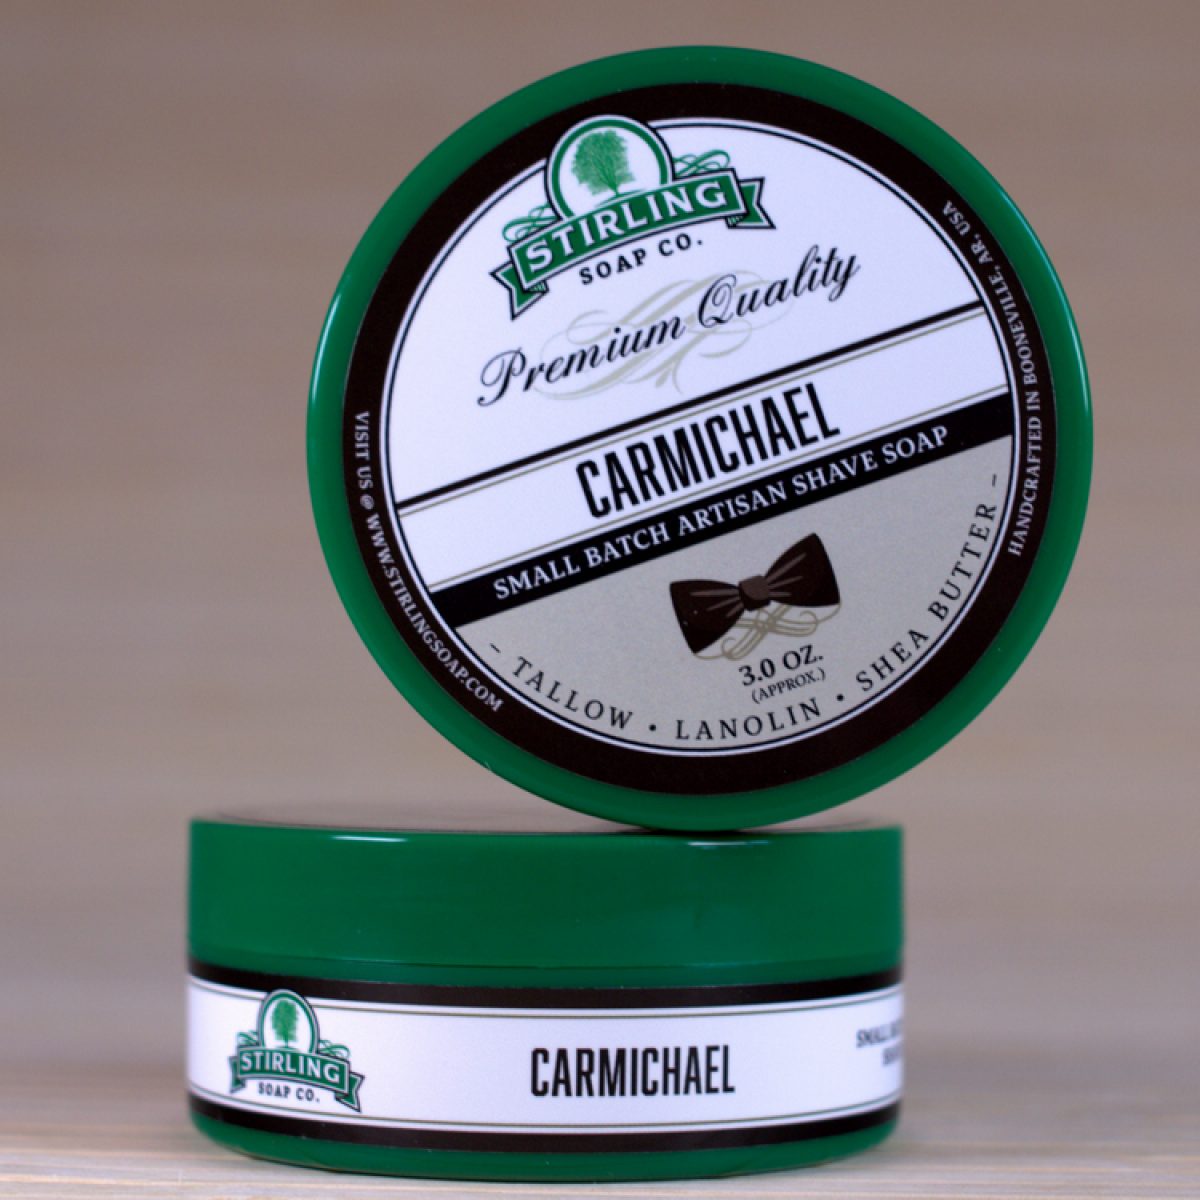 STIRLING
SOAP CO.
Premium Quality
CARMICHAEL
SMALL BATCH ARTISAN SHAVE SOAP
3.0 OZ.
(APPROX.)
- TALLOW • LANOLIN • SHEA BUTTER -
VISIT US @ WWW.STIRLINGSOAP.COM
HANDCRAFTED IN BOONEVILLE, AR, USA
STIRLING
SOAP CO.
CARMICHAEL
SMALL